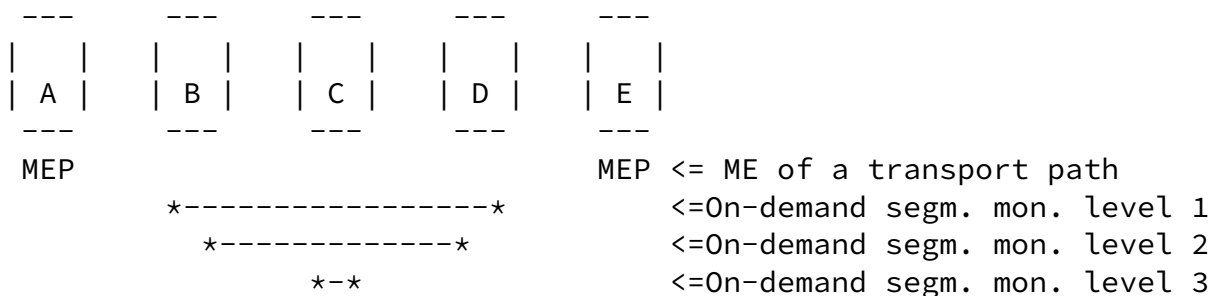 ---     ---     ---     ---     ---
|   |   |   |   |   |   |   |   |   |
| A |   | B |   | C |   | D |   | E |
 ---     ---     ---     ---     ---
 MEP                             MEP <= ME of a transport path
         *-----------------*         <=On-demand segm. mon. level 1
           *-------------*           <=On-demand segm. mon. level 2
                 *-*                 <=On-demand segm. mon. level 3